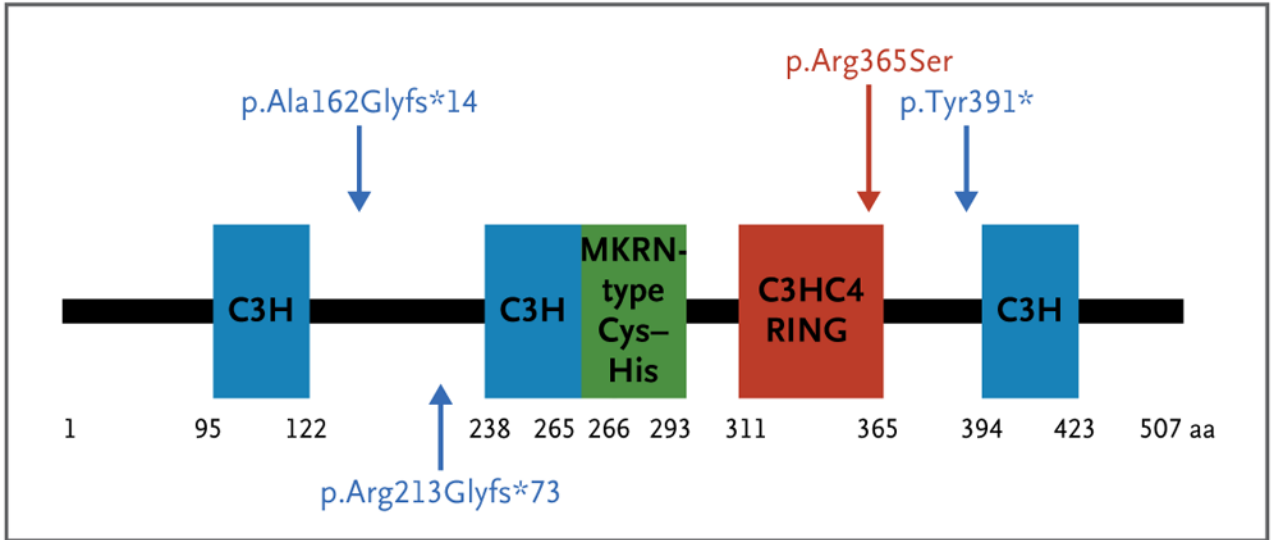 p.Arg365Ser
p.Ala162Glyfs*14
p.Tyr391*
C3H
C3H
MKRN-
type
Cys–
His
C3HC4
RING
C3H
1 95 122 238 265 266 293 311 365 394 423 507 aa
p.Arg213Glyfs*73